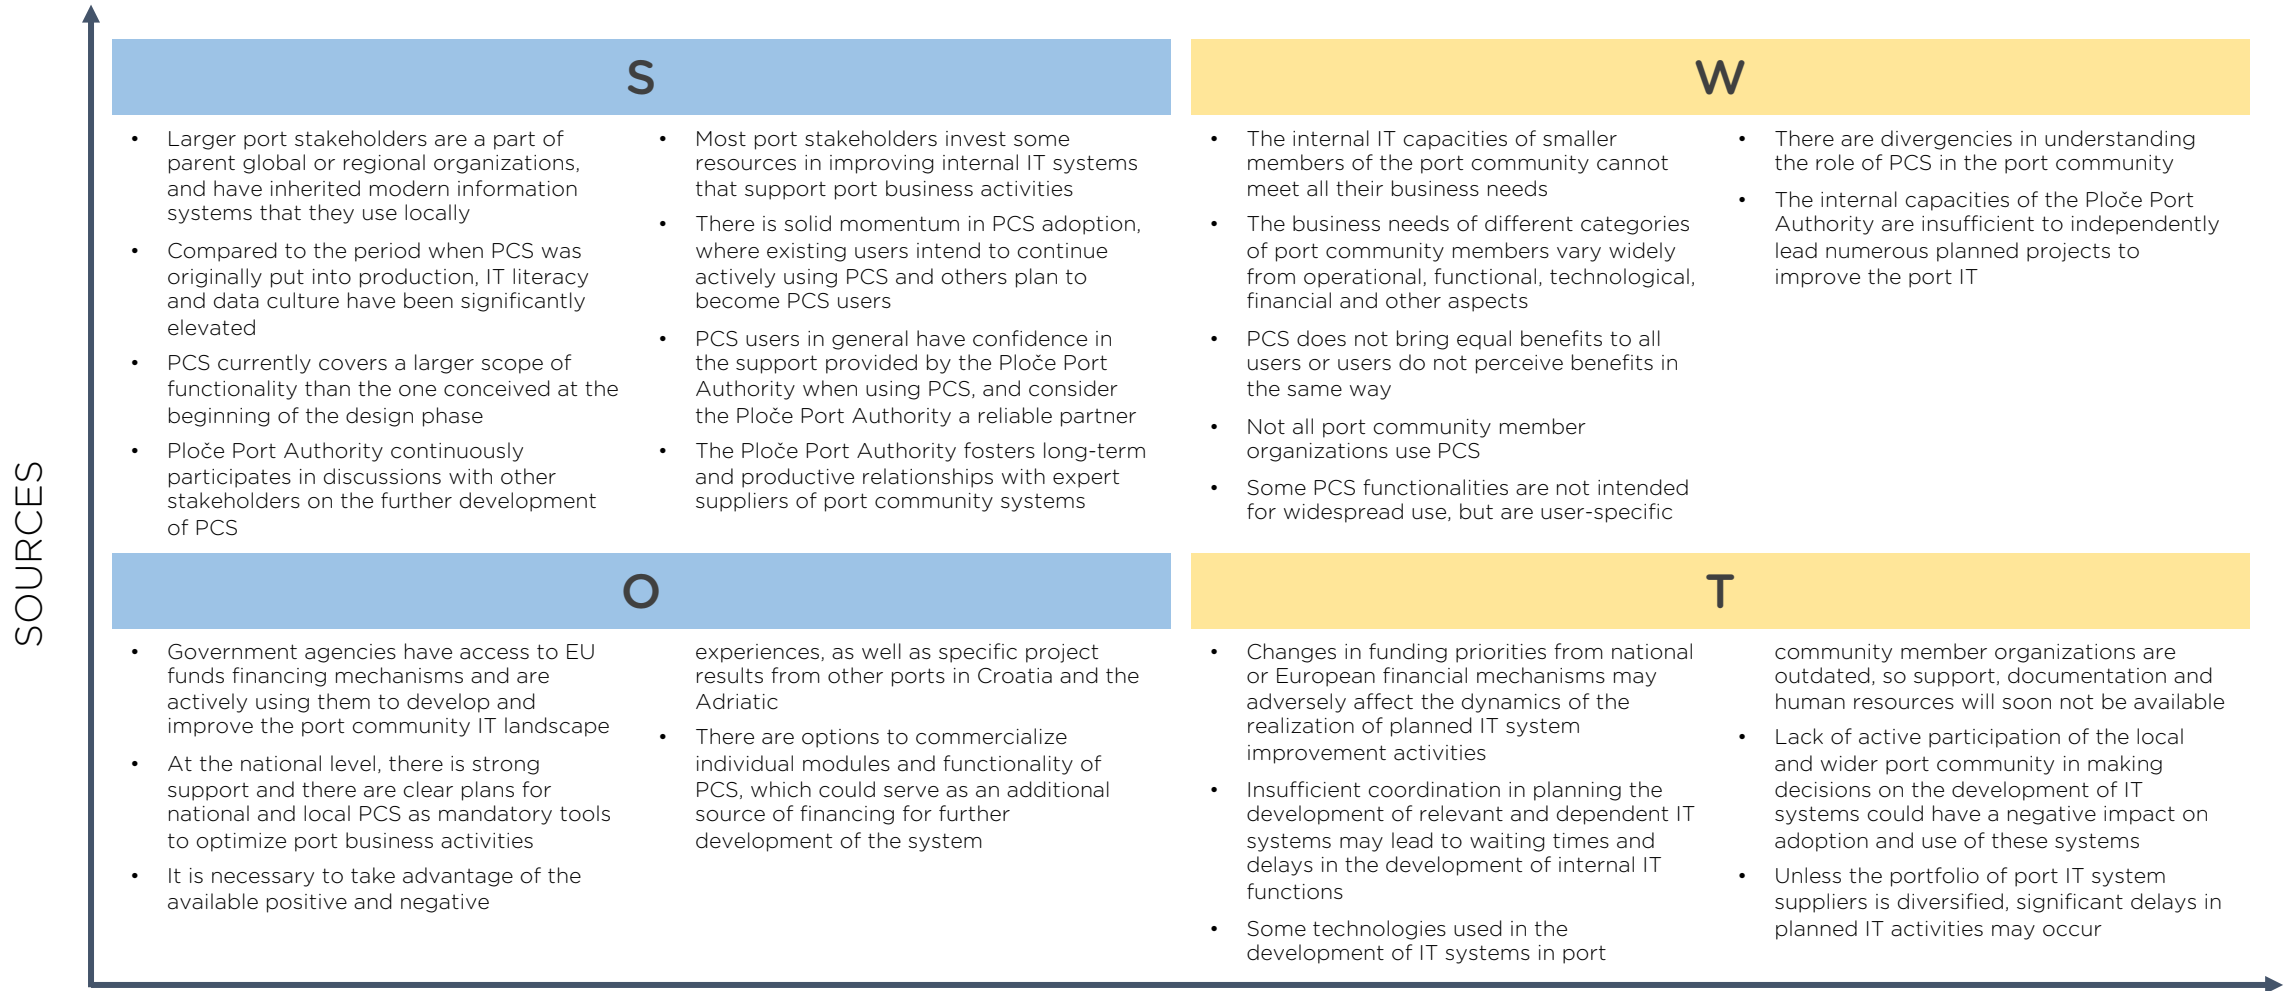 SOURCES
S
• Larger port stakeholders are a part of
parent global or regional organizations,
and have inherited modern information
systems that they use locally
• Compared to the period when PCS was
originally put into production, IT literacy
and data culture have been significantly
elevated
• PCS currently covers a larger scope of
functionality than the one conceived at the
beginning of the design phase
• Ploče Port Authority continuously
participates in discussions with other
stakeholders on the further development
of PCS
• Most port stakeholders invest some
resources in improving internal IT systems
that support port business activities
• There is solid momentum in PCS adoption,
where existing users intend to continue
actively using PCS and others plan to
become PCS users
• PCS users in general have confidence in
the support provided by the Ploče Port
Authority when using PCS, and consider
the Ploče Port Authority a reliable partner
• The Ploče Port Authority fosters long-term
and productive relationships with expert
suppliers of port community systems
W
• The internal IT capacities of smaller
members of the port community cannot
meet all their business needs
• The business needs of different categories
of port community members vary widely
from operational, functional, technological,
financial and other aspects
• PCS does not bring equal benefits to all
users or users do not perceive benefits in
the same way
• Not all port community member
organizations use PCS
• Some PCS functionalities are not intended
for widespread use, but are user-specific
• There are divergencies in understanding
the role of PCS in the port community
• The internal capacities of the Ploče Port
Authority are insufficient to independently
lead numerous planned projects to
improve the port IT
O
• Government agencies have access to EU
funds financing mechanisms and are
actively using them to develop and
improve the port community IT landscape
• At the national level, there is strong
support and there are clear plans for
national and local PCS as mandatory tools
to optimize port business activities
• It is necessary to take advantage of the
available positive and negative
experiences, as well as specific project
results from other ports in Croatia and the
Adriatic
• There are options to commercialize
individual modules and functionality of
PCS, which could serve as an additional
source of financing for further
development of the system
T
• Changes in funding priorities from national
or European financial mechanisms may
adversely affect the dynamics of the
realization of planned IT system
improvement activities
• Insufficient coordination in planning the
development of relevant and dependent IT
systems may lead to waiting times and
delays in the development of internal IT
functions
• Some technologies used in the
development of IT systems in port
community member organizations are
outdated, so support, documentation and
human resources will soon not be available
• Lack of active participation of the local
and wider port community in making
decisions on the development of IT
systems could have a negative impact on
adoption and use of these systems
• Unless the portfolio of port IT system
suppliers is diversified, significant delays in
planned IT activities may occur